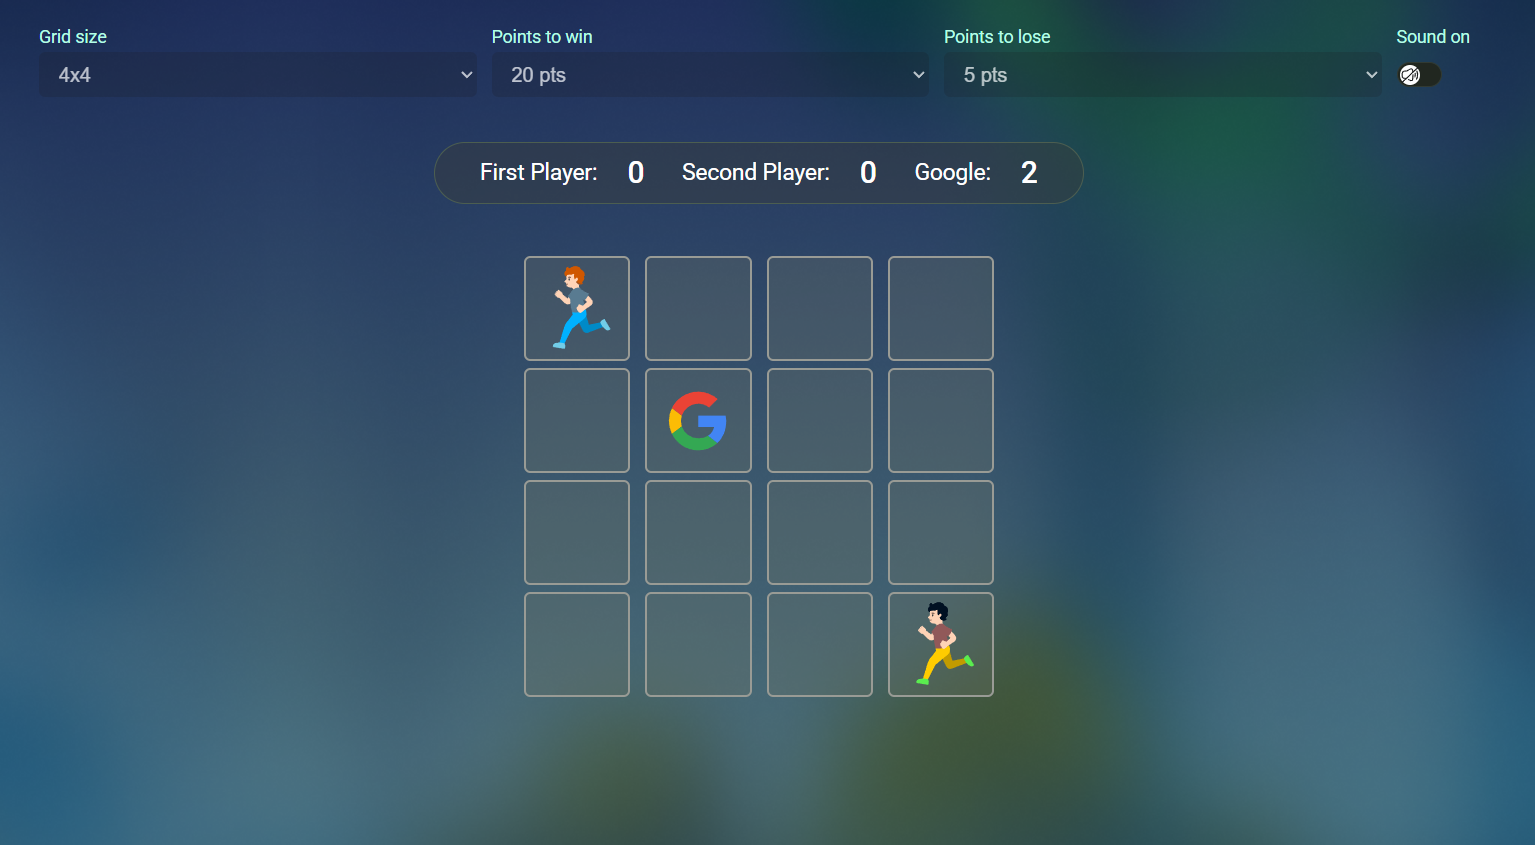 Grid size Points to win Points to lose Sound on
4x4 20 pts 5 pts
First Player: 0 Second Player: 0 Google: 2
G